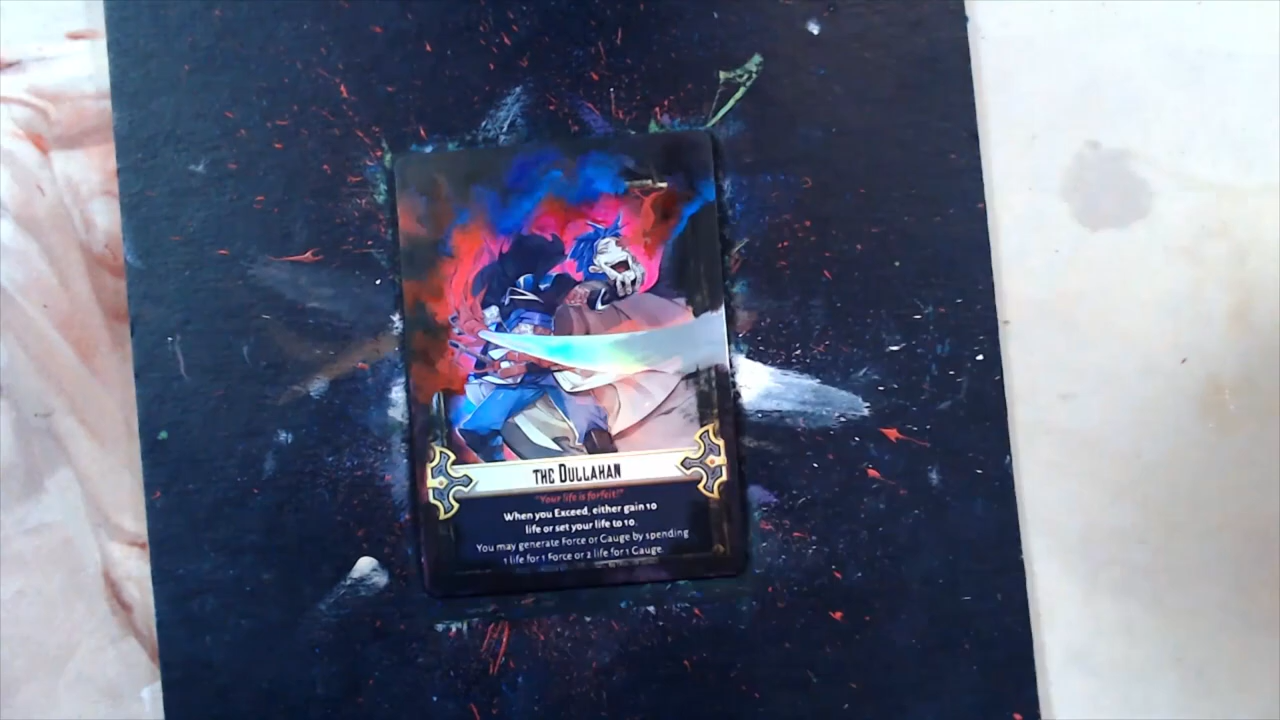 THE DULLAHAN
"Your life is forfeit!"
When you Exceed, either gain 10
life or set your life to 10.
You may generate Force or Gauge by spending
1 life for 1 Force or 2 life for 1 Gauge.